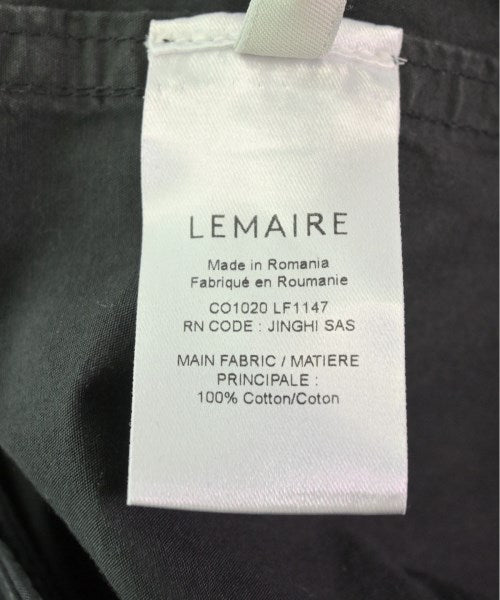 LEMAIRE
Made in Romania
Fabriqué en Roumanie
CO1020 LF1147
RN CODE : JINGHI SAS
MAIN FABRIC / MATIERE
PRINCIPALE :
100% Cotton/Coton